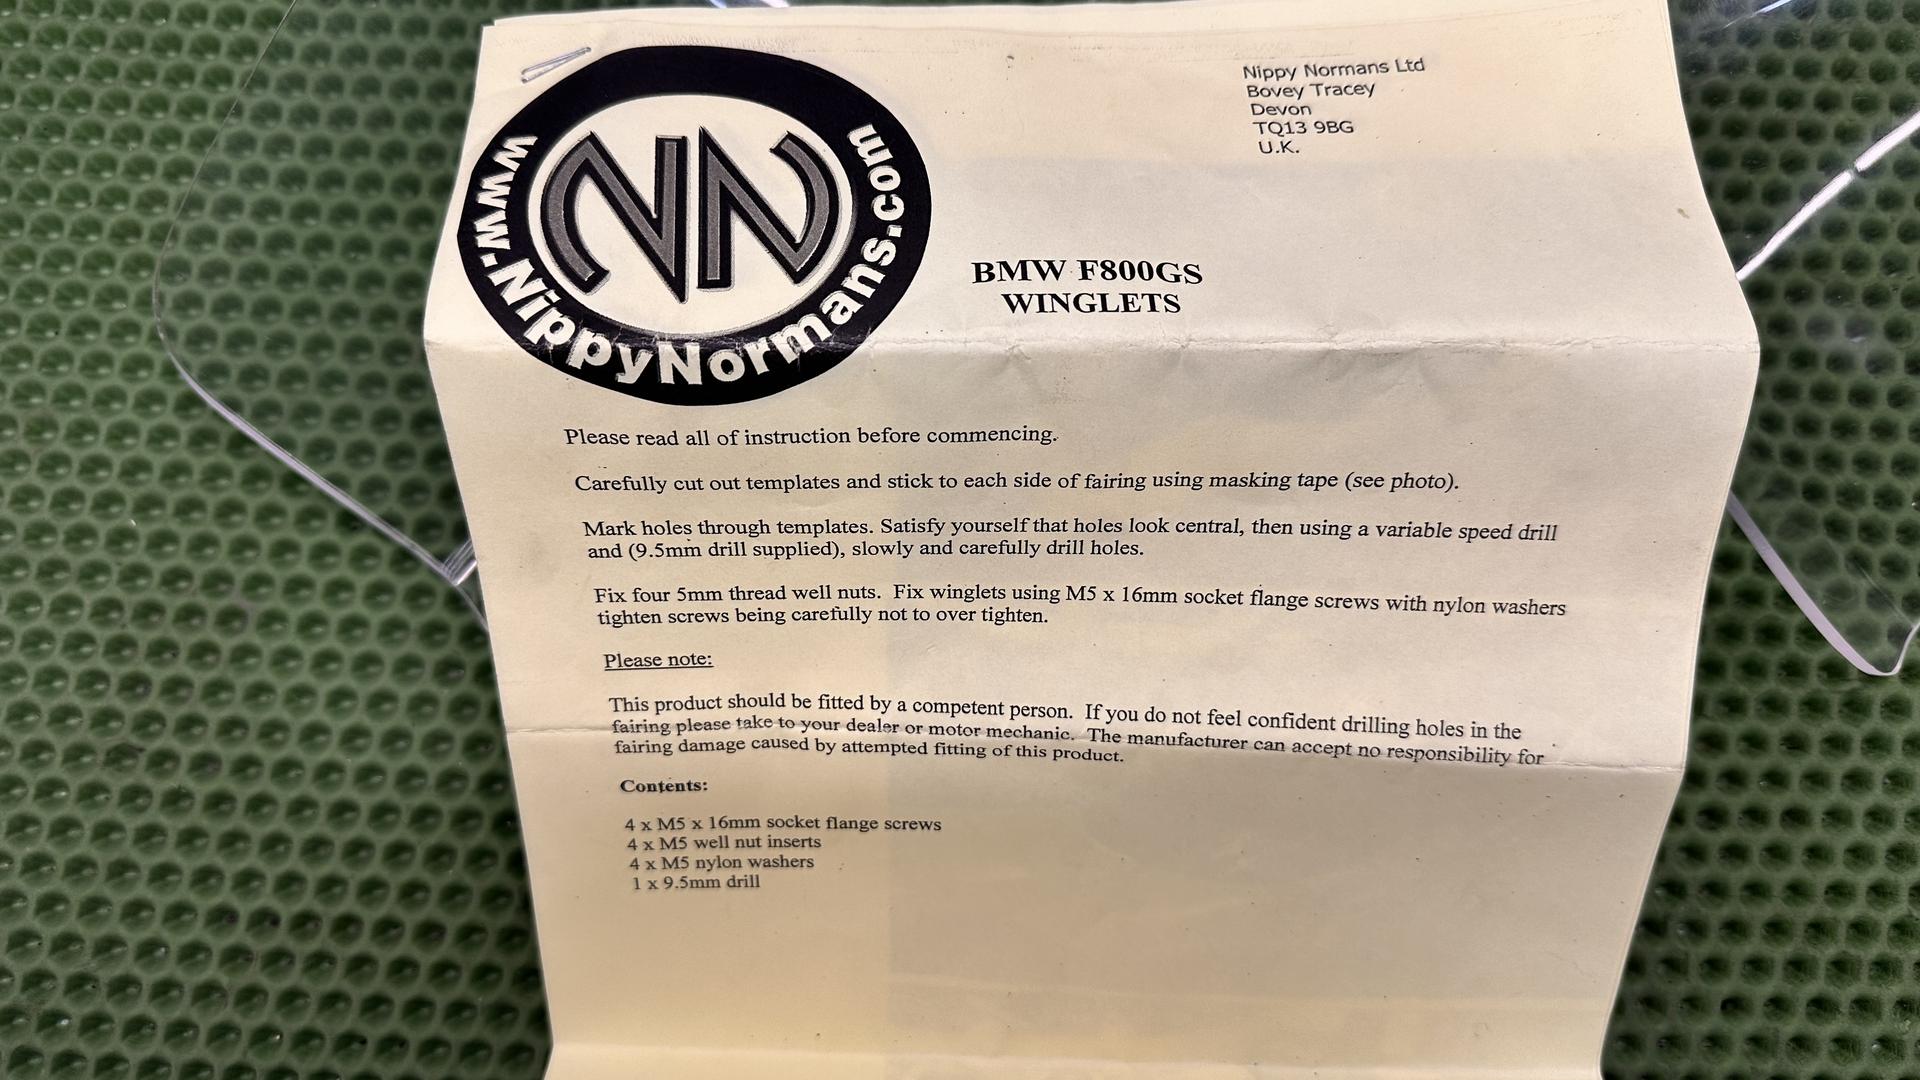 www.NippyNormans.com
NN
Nippy Normans Ltd
Bovey Tracey
Devon
TQ13 9BG
U.K.
BMW F800GS
WINGLETS
Please read all of instruction before commencing.
Carefully cut out templates and stick to each side of fairing using masking tape (see photo).
Mark holes through templates. Satisfy yourself that holes look central, then using a variable speed drill
and (9.5mm drill supplied), slowly and carefully drill holes.
Fix four 5mm thread well nuts. Fix winglets using M5 x 16mm socket flange screws with nylon washers
tighten screws being carefully not to over tighten.
Please note:
This product should be fitted by a competent person. If you do not feel confident drilling holes in the
fairing please take to your dealer or motor mechanic. The manufacturer can accept no responsibility for
fairing damage caused by attempted fitting of this product.
Contents:
4 x M5 x 16mm socket flange screws
4 x M5 well nut inserts
4 x M5 nylon washers
1 x 9.5mm drill